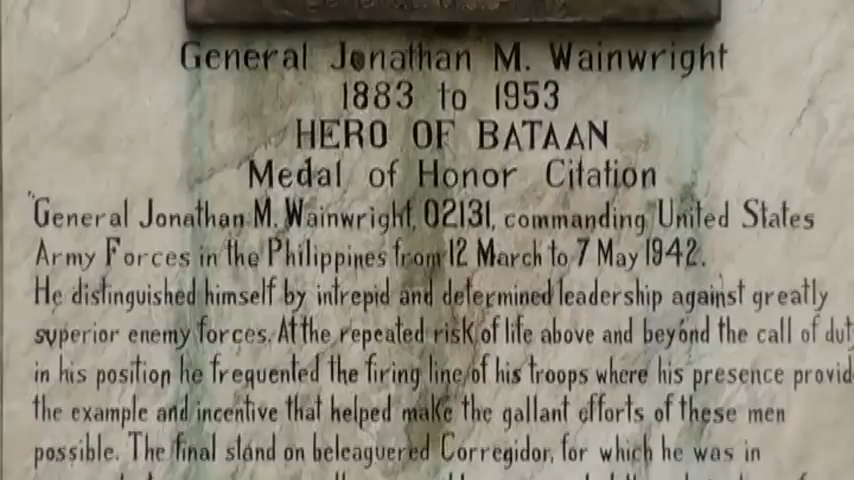 General Jonathan M. Wainwright
1883 to 1953
HERO OF BATAAN
Medal of Honor Citation
"General Jonathan M. Wainwright, 02131, commanding United States
Army Forces in the Philippines from 12 March to 7 May 1942.
He distinguished himself by intrepid and determined leadership against greatly
superior enemy forces. At the repeated risk of life above and beyond the call of dut
in his position he frequented the firing line of his troops where his presence provid
the example and incentive that helped make the gallant efforts of these men
possible. The final stand on beleaguered Corregidor, for which he was in